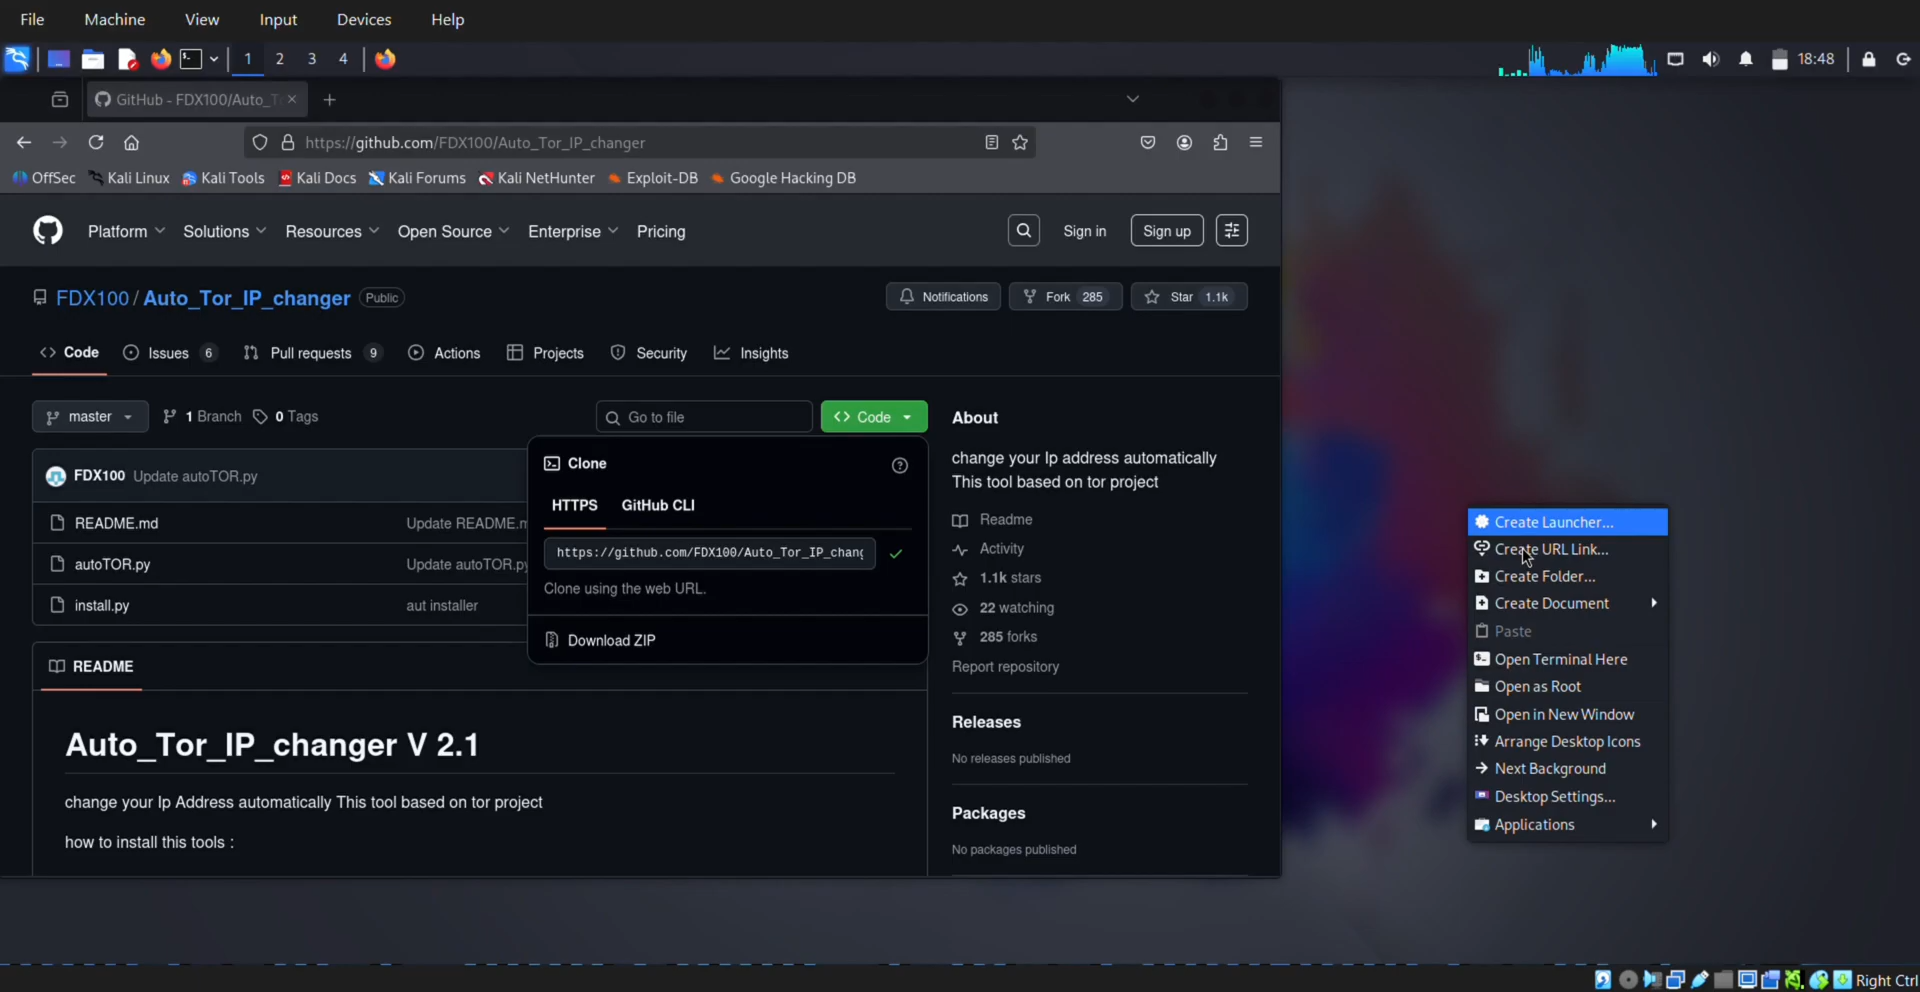 File Machine View Input Devices Help
1 2 3 4 18:48
GitHub - FDX100/Auto_T
https://github.com/FDX100/Auto_Tor_IP_changer
OffSec Kali Linux Kali Tools Kali Docs Kali Forums Kali NetHunter Exploit-DB Google Hacking DB
Platform Solutions Resources Open Source Enterprise Pricing Sign in Sign up
FDX100 / Auto_Tor_IP_changer Public Notifications Fork 285 Star 1.1k
Code Issues 6 Pull requests 9 Actions Projects Security Insights
master 1 Branch 0 Tags Go to file Code
FDX100 Update autoTOR.py
README.md Update README.m
autoTOR.py Update autoTOR.py
install.py aut installer
Clone
HTTPS GitHub CLI
https://github.com/FDX100/Auto_Tor_IP_chang
Clone using the web URL.
Download ZIP
README
Auto_Tor_IP_changer V 2.1
change your Ip Address automatically This tool based on tor project
how to install this tools :
About
change your Ip address automatically
This tool based on tor project
Readme
Activity
1.1k stars
22 watching
285 forks
Report repository
Releases
No releases published
Packages
No packages published
Create Launcher...
Create URL Link...
Create Folder...
Create Document
Paste
Open Terminal Here
Open as Root
Open in New Window
Arrange Desktop Icons
Next Background
Desktop Settings...
Applications
Right Ctrl